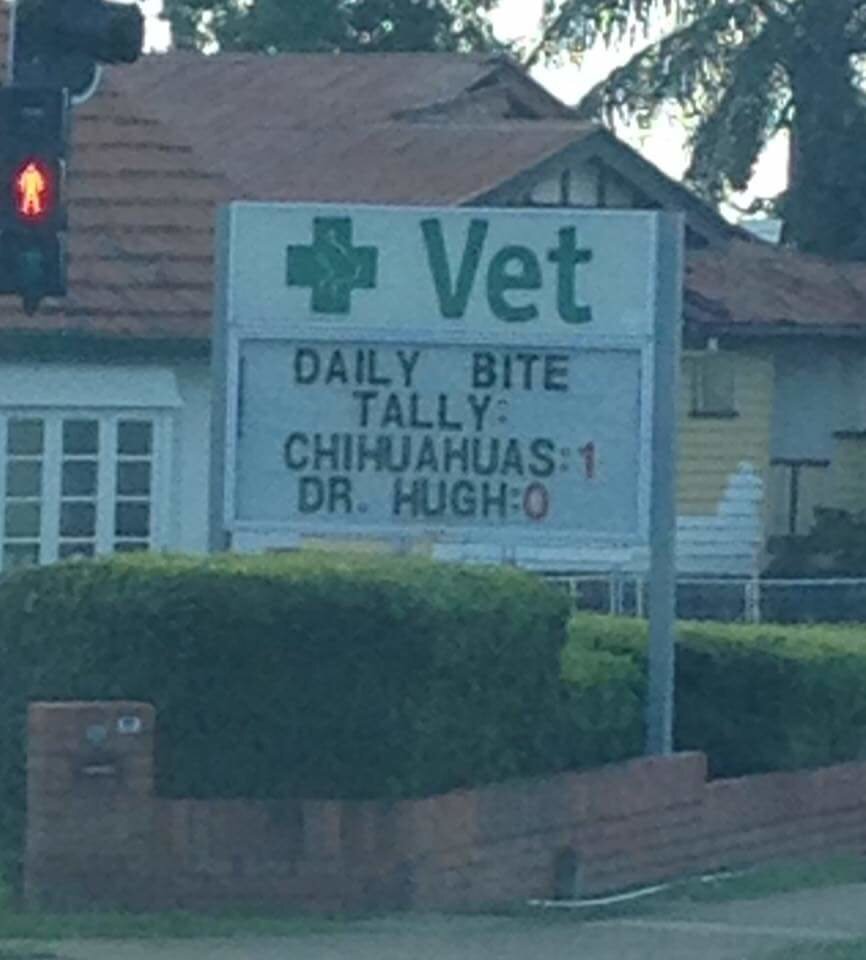 Vet
DAILY BITE
TALLY:
CHIHUAHUAS:1
DR. HUGH:0